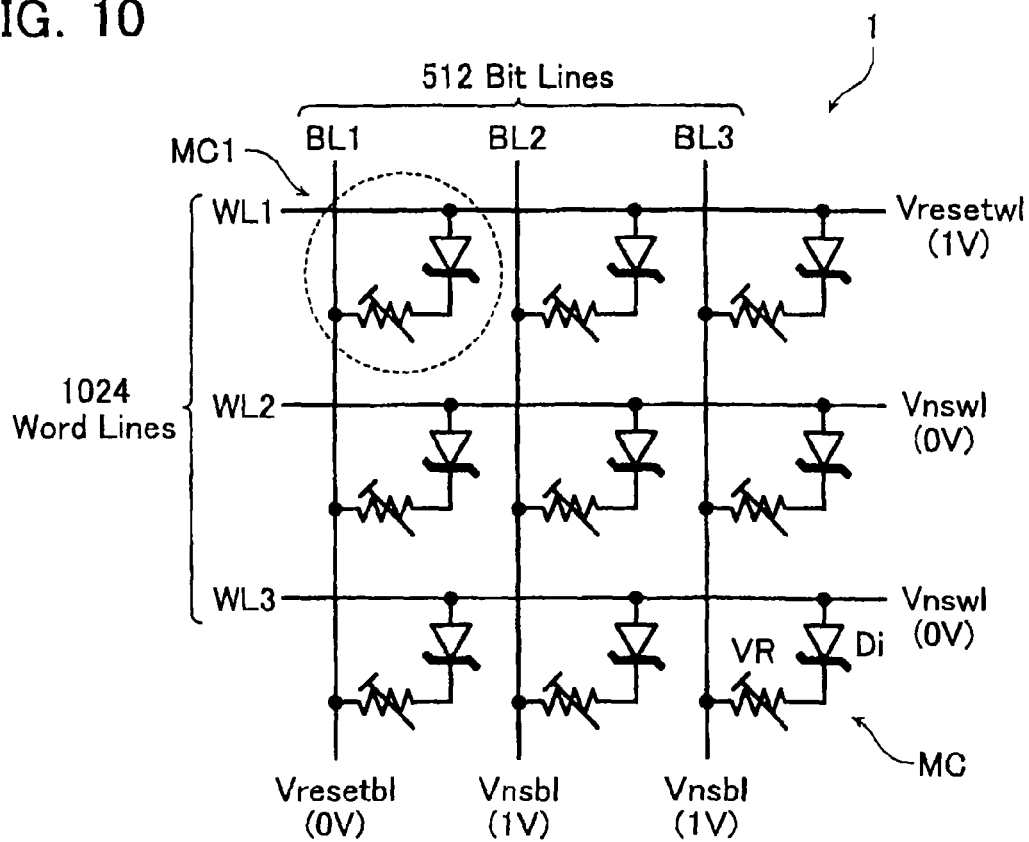 IG. 10
1
512 Bit Lines
BL1 BL2 BL3
MC1
WL1
Vresetwl
(1V)
1024
Word Lines
WL2
Vnswl
(0V)
WL3
Vnswl
(0V)
VR Di
MC
Vresetbl
(0V)
Vnsbl
(1V)
Vnsbl
(1V)